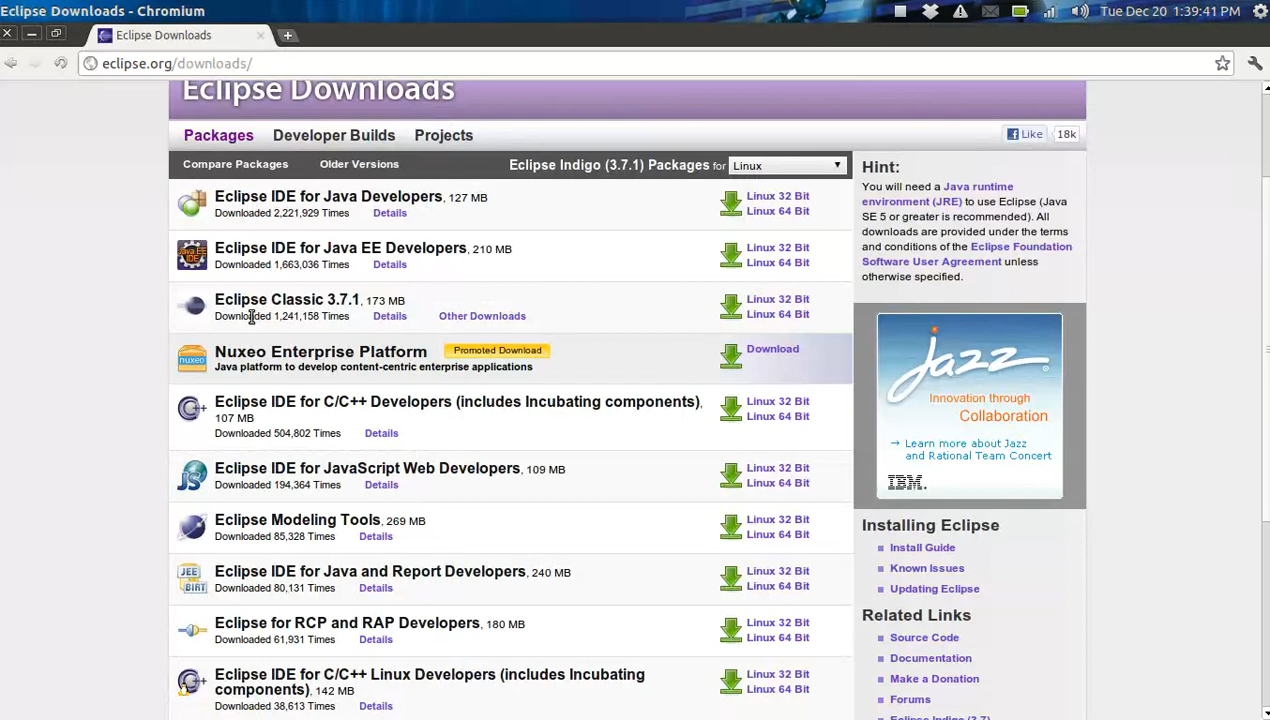 Eclipse Downloads - Chromium
Tue Dec 20 1:39:41 PM
Eclipse Downloads
eclipse.org/downloads/
Eclipse Downloads
Packages Developer Builds Projects
Like 18k
Compare Packages Older Versions Eclipse Indigo (3.7.1) Packages for Linux
Eclipse IDE for Java Developers, 127 MB
Downloaded 2,221,929 Times Details
Linux 32 Bit
Linux 64 Bit
Eclipse IDE for Java EE Developers, 210 MB
Downloaded 1,663,036 Times Details
Linux 32 Bit
Linux 64 Bit
Eclipse Classic 3.7.1, 173 MB
Downloaded 1,241,158 Times Details Other Downloads
Linux 32 Bit
Linux 64 Bit
nuxeo
Nuxeo Enterprise Platform Promoted Download
Java platform to develop content-centric enterprise applications
Download
C++
Eclipse IDE for C/C++ Developers (includes Incubating components),
107 MB
Downloaded 504,802 Times Details
Linux 32 Bit
Linux 64 Bit
JS
Eclipse IDE for JavaScript Web Developers, 109 MB
Downloaded 194,364 Times Details
Linux 32 Bit
Linux 64 Bit
Eclipse Modeling Tools, 269 MB
Downloaded 85,328 Times Details
Linux 32 Bit
Linux 64 Bit
JEE
BIRT
Eclipse IDE for Java and Report Developers, 240 MB
Downloaded 80,131 Times Details
Linux 32 Bit
Linux 64 Bit
Eclipse for RCP and RAP Developers, 180 MB
Downloaded 61,931 Times Details
Linux 32 Bit
Linux 64 Bit
Eclipse IDE for C/C++ Linux Developers (includes Incubating
components), 142 MB
Downloaded 38,613 Times Details
Linux 32 Bit
Linux 64 Bit
Hint:
You will need a Java runtime
environment (JRE) to use Eclipse (Java
SE 5 or greater is recommended). All
downloads are provided under the terms
and conditions of the Eclipse Foundation
Software User Agreement unless
otherwise specified.
Jazz
Innovation through
Collaboration
→ Learn more about Jazz
and Rational Team Concert
IBM.
Installing Eclipse
Install Guide
Known Issues
Updating Eclipse
Related Links
Source Code
Documentation
Make a Donation
Forums
Eclipse Indigo (3.7)